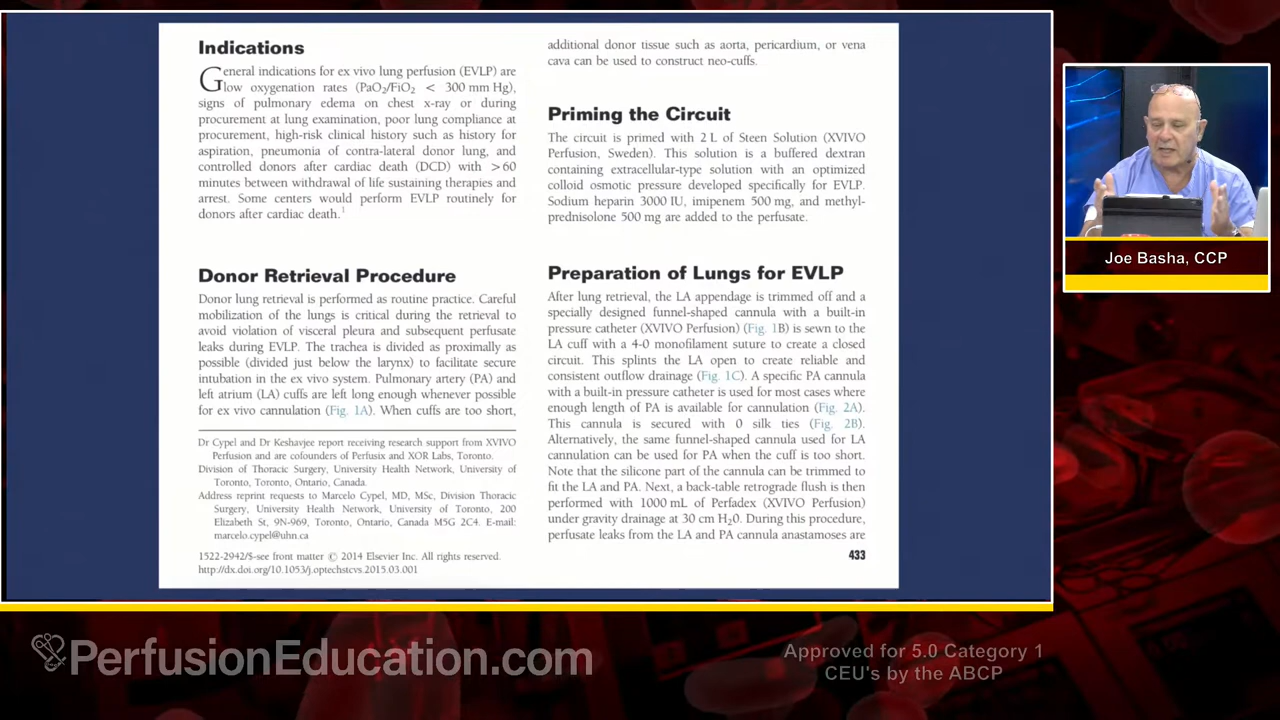 Indications
General indications for ex vivo lung perfusion (EVLP) are
low oxygenation rates (PaO2/FiO2 < 300 mm Hg),
signs of pulmonary edema on chest x-ray or during
procurement at lung examination, poor lung compliance at
procurement, high-risk clinical history such as history for
aspiration, pneumonia of contra-lateral donor lung, and
controlled donors after cardiac death (DCD) with >60
minutes between withdrawal of life sustaining therapies and
arrest. Some centers would perform EVLP routinely for
donors after cardiac death.1
Donor Retrieval Procedure
Donor lung retrieval is performed as routine practice. Careful
mobilization of the lungs is critical during the retrieval to
avoid violation of visceral pleura and subsequent perfusate
leaks during EVLP. The trachea is divided as proximally as
possible (divided just below the larynx) to facilitate secure
intubation in the ex vivo system. Pulmonary artery (PA) and
left atrium (LA) cuffs are left long enough whenever possible
for ex vivo cannulation (Fig. 1A). When cuffs are too short,
Dr Cypel and Dr Keshavjee report receiving research support from XVIVO
Perfusion and are cofounders of Perfusix and XOR Labs, Toronto.
Division of Thoracic Surgery, University Health Network, University of
Toronto, Toronto, Ontario, Canada.
Address reprint requests to Marcelo Cypel, MD, MSc, Division Thoracic
Surgery, University Health Network, University of Toronto, 200
Elizabeth St, 9N-969, Toronto, Ontario, Canada M5G 2C4. E-mail:
marcelo.cypel@uhn.ca
1522-2942/$-see front matter © 2014 Elsevier Inc. All rights reserved.
http://dx.doi.org/10.1053/j.optechstcvs.2015.03.001
additional donor tissue such as aorta, pericardium, or vena
cava can be used to construct neo-cuffs.
Priming the Circuit
The circuit is primed with 2 L of Steen Solution (XVIVO
Perfusion, Sweden). This solution is a buffered dextran
containing extracellular-type solution with an optimized
colloid osmotic pressure developed specifically for EVLP.
Sodium heparin 3000 IU, imipenem 500 mg, and methyl-
prednisolone 500 mg are added to the perfusate.
Preparation of Lungs for EVLP
After lung retrieval, the LA appendage is trimmed off and a
specially designed funnel-shaped cannula with a built-in
pressure catheter (XVIVO Perfusion) (Fig. 1B) is sewn to the
LA cuff with a 4-0 monofilament suture to create a closed
circuit. This splints the LA open to create reliable and
consistent outflow drainage (Fig. 1C). A specific PA cannula
with a built-in pressure catheter is used for most cases where
enough length of PA is available for cannulation (Fig. 2A).
This cannula is secured with 0 silk ties (Fig. 2B).
Alternatively, the same funnel-shaped cannula used for LA
cannulation can be used for PA when the cuff is too short.
Note that the silicone part of the cannula can be trimmed to
fit the LA and PA. Next, a back-table retrograde flush is then
performed with 1000 mL of Perfadex (XVIVO Perfusion)
under gravity drainage at 30 cm H20. During this procedure,
perfusate leaks from the LA and PA cannula anastamoses are
433
Joe Basha, CCP
PerfusionEducation.com
Approved for 5.0 Category 1
CEU's by the ABCP